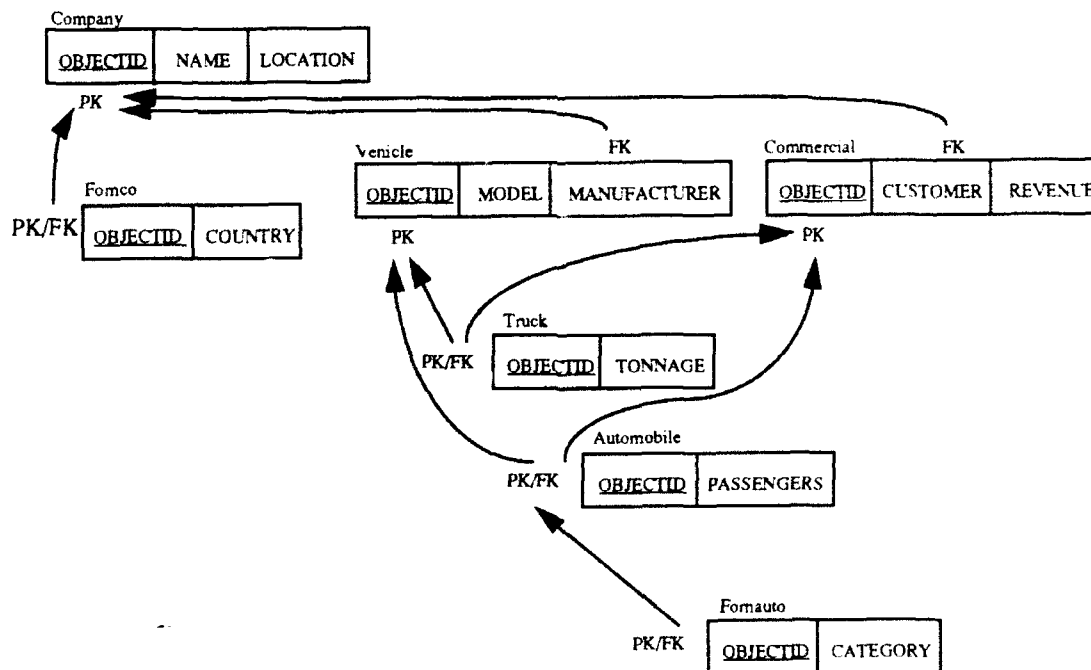 Company
OBJECTID NAME LOCATION
PK
Venicle
FK
Commercial
FK
OBJECTID MODEL MANUFACTURER
OBJECTID CUSTOMER REVENUE
Fomco
PK/FK
OBJECTID COUNTRY
PK
PK
Truck
PK/FK
OBJECTID TONNAGE
Automobile
PK/FK
OBJECTID PASSENGERS
Fornauto
PK/FK
OBJECTID CATEGORY